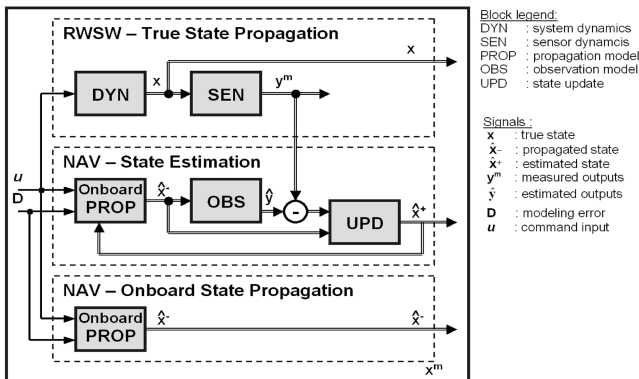 RWSW – True State Propagation
x
x
y^m
DYN
SEN
NAV – State Estimation
u
D
Onboard
PROP
x̂-
OBS
ŷ
-
UPD
x̂+
NAV – Onboard State Propagation
Onboard
PROP
x̂-
x̂-
x^m
Block legend:
DYN : system dynamics
SEN : sensor dynamcis
PROP : propagation model
OBS : observation model
UPD : state update
Signals :
x : true state
x̂- : propagated state
x̂+ : estimated state
y^m : measured outputs
ŷ : estimated outputs
D : modeling error
u : command input